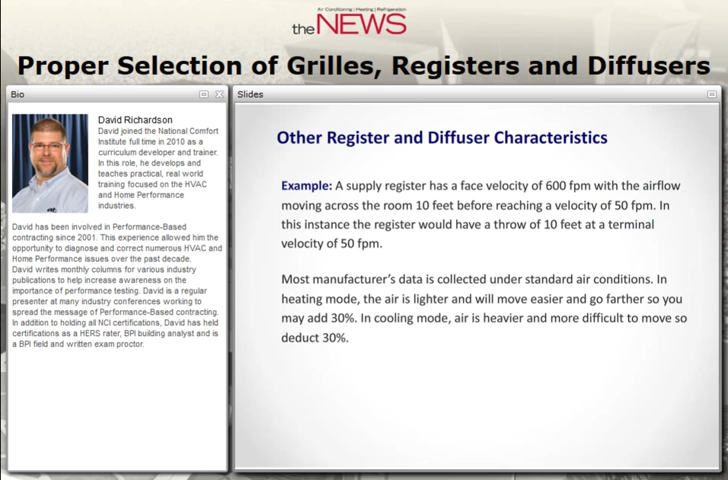 Air Conditioning | Heating | Refrigeration
the NEWS
Proper Selection of Grilles, Registers and Diffusers
Bio
David Richardson
David joined the National Comfort
Institute full time in 2010 as a
curriculum developer and trainer.
In this role, he develops and
teaches practical, real world
training focused on the HVAC
and Home Performance
industries.
David has been involved in Performance-Based
contracting since 2001. This experience allowed him the
opportunity to diagnose and correct numerous HVAC and
Home Performance issues over the past decade.
David writes monthly columns for various industry
publications to help increase awareness on the
importance of performance testing. David is a regular
presenter at many industry conferences working to
spread the message of Performance-Based contracting.
In addition to holding all NCI certifications, David has held
certifications as a HERS rater, BPI building analyst and is
a BPI field and written exam proctor.
Slides
Other Register and Diffuser Characteristics
Example: A supply register has a face velocity of 600 fpm with the airflow
moving across the room 10 feet before reaching a velocity of 50 fpm. In
this instance the register would have a throw of 10 feet at a terminal
velocity of 50 fpm.
Most manufacturer's data is collected under standard air conditions. In
heating mode, the air is lighter and will move easier and go farther so you
may add 30%. In cooling mode, air is heavier and more difficult to move so
deduct 30%.